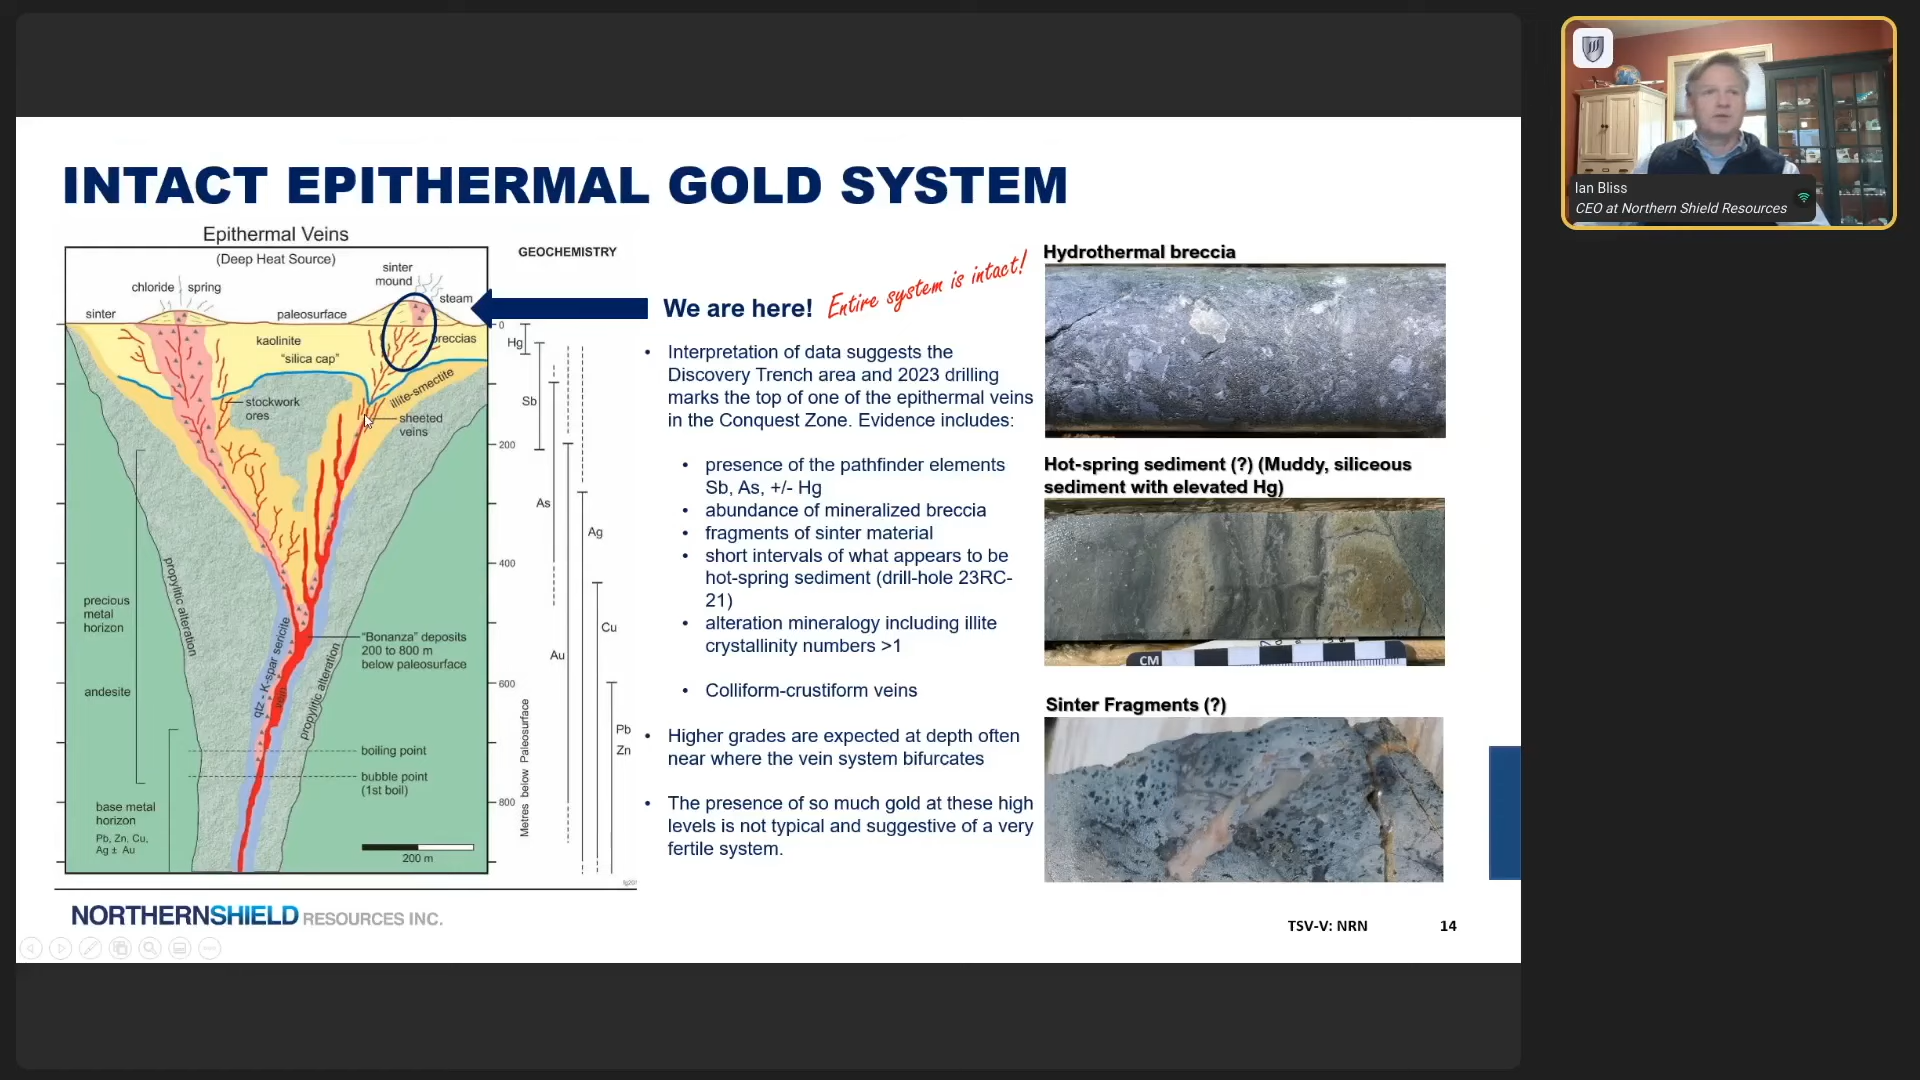 INTACT EPITHERMAL GOLD SYSTEM
Epithermal Veins
(Deep Heat Source)
GEOCHEMISTRY
sinter
mound
chloride
spring
steam
sinter
paleosurface
kaolinite
"silica cap"
breccias
illite-smectite
stockwork
ores
sheeted
veins
propylitic alteration
precious
metal
horizon
andesite
"Bonanza" deposits
200 to 800 m
below paleosurface
qtz - K-spar sericite
vein
propylitic alteration
boiling point
bubble point
(1st boil)
base metal
horizon
Pb, Zn, Cu,
Ag ± Au
200 m
0
200
400
600
800
Metres below Paleosurface
Hg
Sb
As
Ag
Cu
Au
Pb
Zn
We are here!
Entire system is intact!
• Interpretation of data suggests the
Discovery Trench area and 2023 drilling
marks the top of one of the epithermal veins
in the Conquest Zone. Evidence includes:
• presence of the pathfinder elements
Sb, As, +/- Hg
• abundance of mineralized breccia
• fragments of sinter material
• short intervals of what appears to be
hot-spring sediment (drill-hole 23RC-
21)
• alteration mineralogy including illite
crystallinity numbers >1
• Colliform-crustiform veins
• Higher grades are expected at depth often
near where the vein system bifurcates
• The presence of so much gold at these high
levels is not typical and suggestive of a very
fertile system.
Hydrothermal breccia
Hot-spring sediment (?) (Muddy, siliceous
sediment with elevated Hg)
CM
Sinter Fragments (?)
NORTHERNSHIELD RESOURCES INC.
TSV-V: NRN
14
Ian Bliss
CEO at Northern Shield Resources